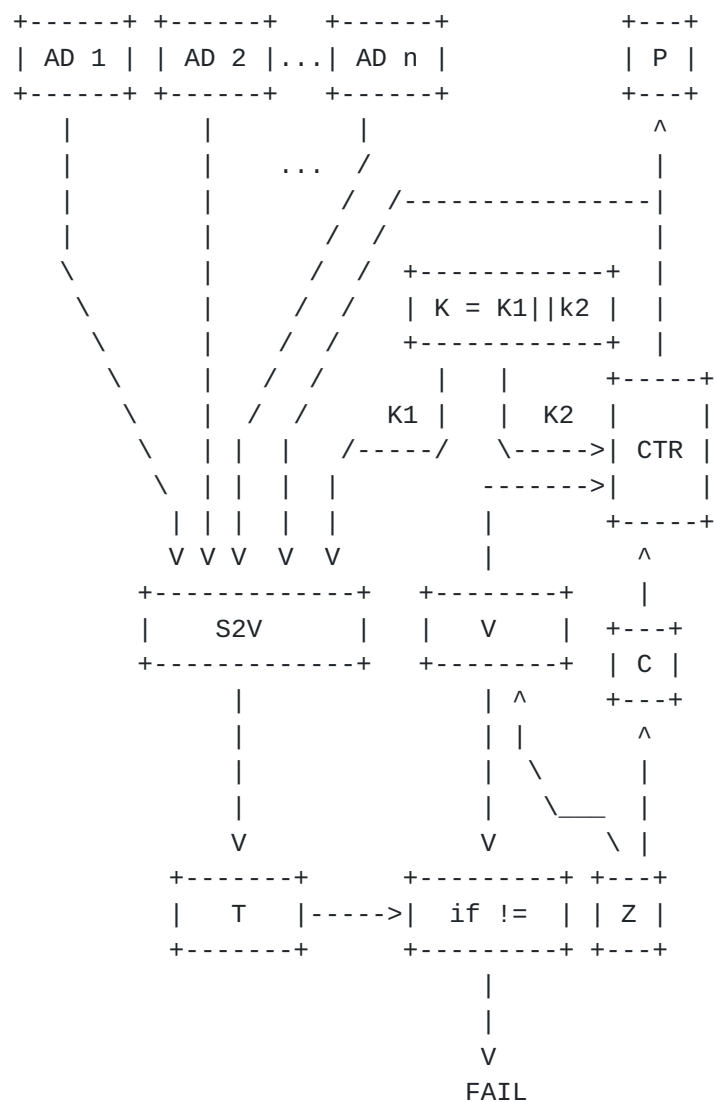 AD 1 AD 2 ... AD n P
...
K = K1||k2
K1 K2
CTR
S2V V
C
T if != Z
FAIL